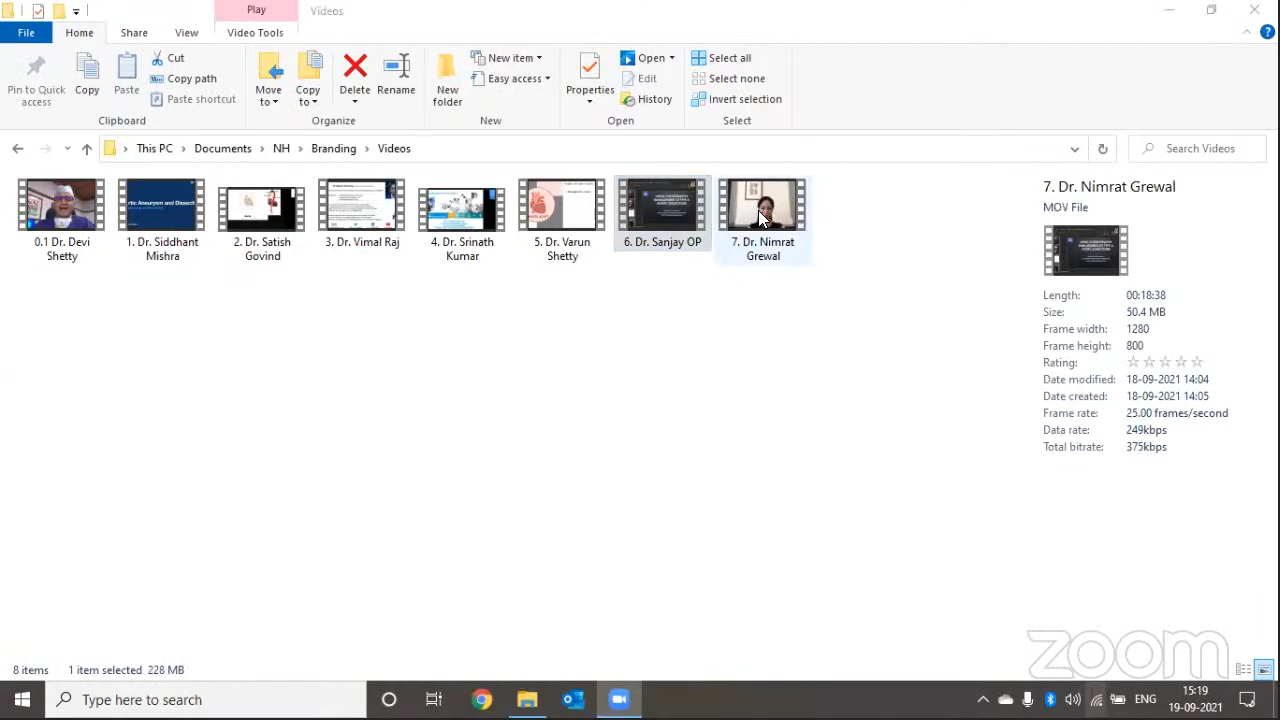 Play
Videos
File
Home
Share
View
Video Tools
Pin to Quick
access
Copy
Paste
Cut
Copy path
Paste shortcut
Clipboard
Move
to
Copy
to
Delete
Rename
Organize
New
folder
New item
Easy access
New
Properties
Open
Edit
History
Open
Select all
Select none
Invert selection
Select
This PC
Documents
NH
Branding
Videos
Search Videos
0.1 Dr. Devi
Shetty
1. Dr. Siddhant
Mishra
2. Dr. Satish
Govind
3. Dr. Vimal Raj
4. Dr. Srinath
Kumar
5. Dr. Varun
Shetty
6. Dr. Sanjay OP
7. Dr. Nimrat
Grewal
7. Dr. Nimrat Grewal
MOV File
Length: 00:18:38
Size: 50.4 MB
Frame width: 1280
Frame height: 800
Rating:
Date modified: 18-09-2021 14:04
Date created: 18-09-2021 14:05
Frame rate: 25.00 frames/second
Data rate: 249kbps
Total bitrate: 375kbps
zoom
8 items
1 item selected 228 MB
Type here to search
ENG
15:19
19-09-2021